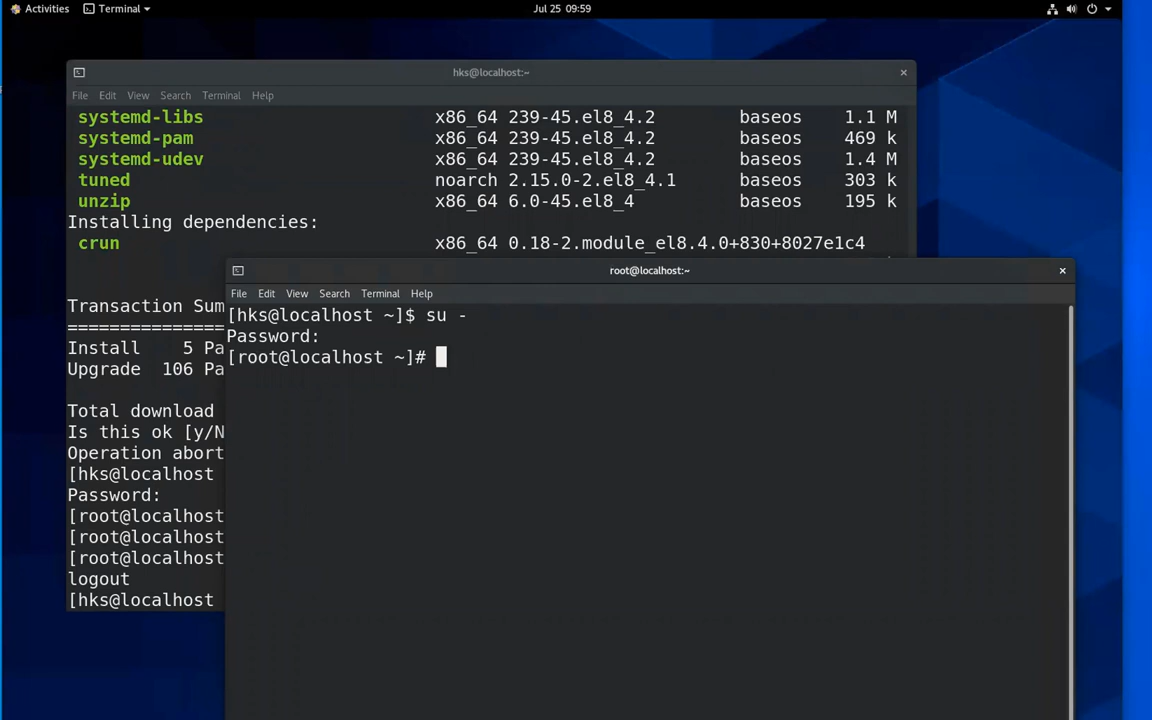 Activities Terminal Jul 25 09:59
hks@localhost:~
File Edit View Search Terminal Help
systemd-libs x86_64 239-45.el8_4.2 baseos 1.1 M
systemd-pam x86_64 239-45.el8_4.2 baseos 469 k
systemd-udev x86_64 239-45.el8_4.2 baseos 1.4 M
tuned noarch 2.15.0-2.el8_4.1 baseos 303 k
unzip x86_64 6.0-45.el8_4 baseos 195 k
Installing dependencies:
crun x86_64 0.18-2.module_el8.4.0+830+8027e1c4
Transaction Sum
===============
Install 5 Pa
Upgrade 106 Pa
Total download
Is this ok [y/N
Operation abort
[hks@localhost
Password:
[root@localhost
[root@localhost
[root@localhost
logout
[hks@localhost
root@localhost:~
File Edit View Search Terminal Help
[hks@localhost ~]$ su -
Password:
[root@localhost ~]#